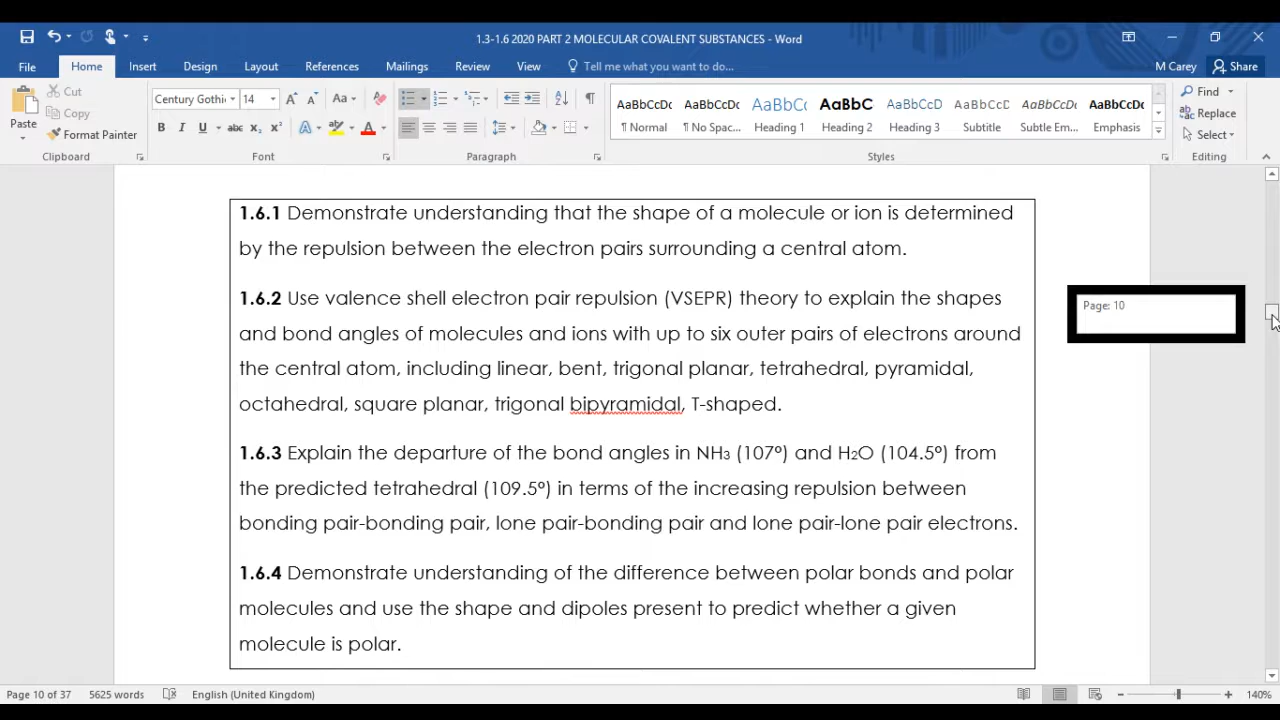 1.3-1.6 2020 PART 2 MOLECULAR COVALENT SUBSTANCES - Word
File Home Insert Design Layout References Mailings Review View Tell me what you want to do... M Carey Share
Paste
Cut
Copy
Format Painter
Clipboard
Century Gothi 14 Aa
B I U abc x₂ x² A A
Font
Paragraph
AaBbCcDc AaBbCcDc AaBbCc AaBbC AaBbCcD AaBbCcD AaBbCcDc AaBbCcDc
¶ Normal ¶ No Spac... Heading 1 Heading 2 Heading 3 Subtitle Subtle Em... Emphasis
Styles
Find
Replace
Select
Editing
1.6.1 Demonstrate understanding that the shape of a molecule or ion is determined
by the repulsion between the electron pairs surrounding a central atom.
1.6.2 Use valence shell electron pair repulsion (VSEPR) theory to explain the shapes
and bond angles of molecules and ions with up to six outer pairs of electrons around
the central atom, including linear, bent, trigonal planar, tetrahedral, pyramidal,
octahedral, square planar, trigonal bipyramidal, T-shaped.
1.6.3 Explain the departure of the bond angles in NH₃ (107º) and H₂O (104.5º) from
the predicted tetrahedral (109.5º) in terms of the increasing repulsion between
bonding pair-bonding pair, lone pair-bonding pair and lone pair-lone pair electrons.
1.6.4 Demonstrate understanding of the difference between polar bonds and polar
molecules and use the shape and dipoles present to predict whether a given
molecule is polar.
Page: 10
Page 10 of 37 5625 words English (United Kingdom) 140%